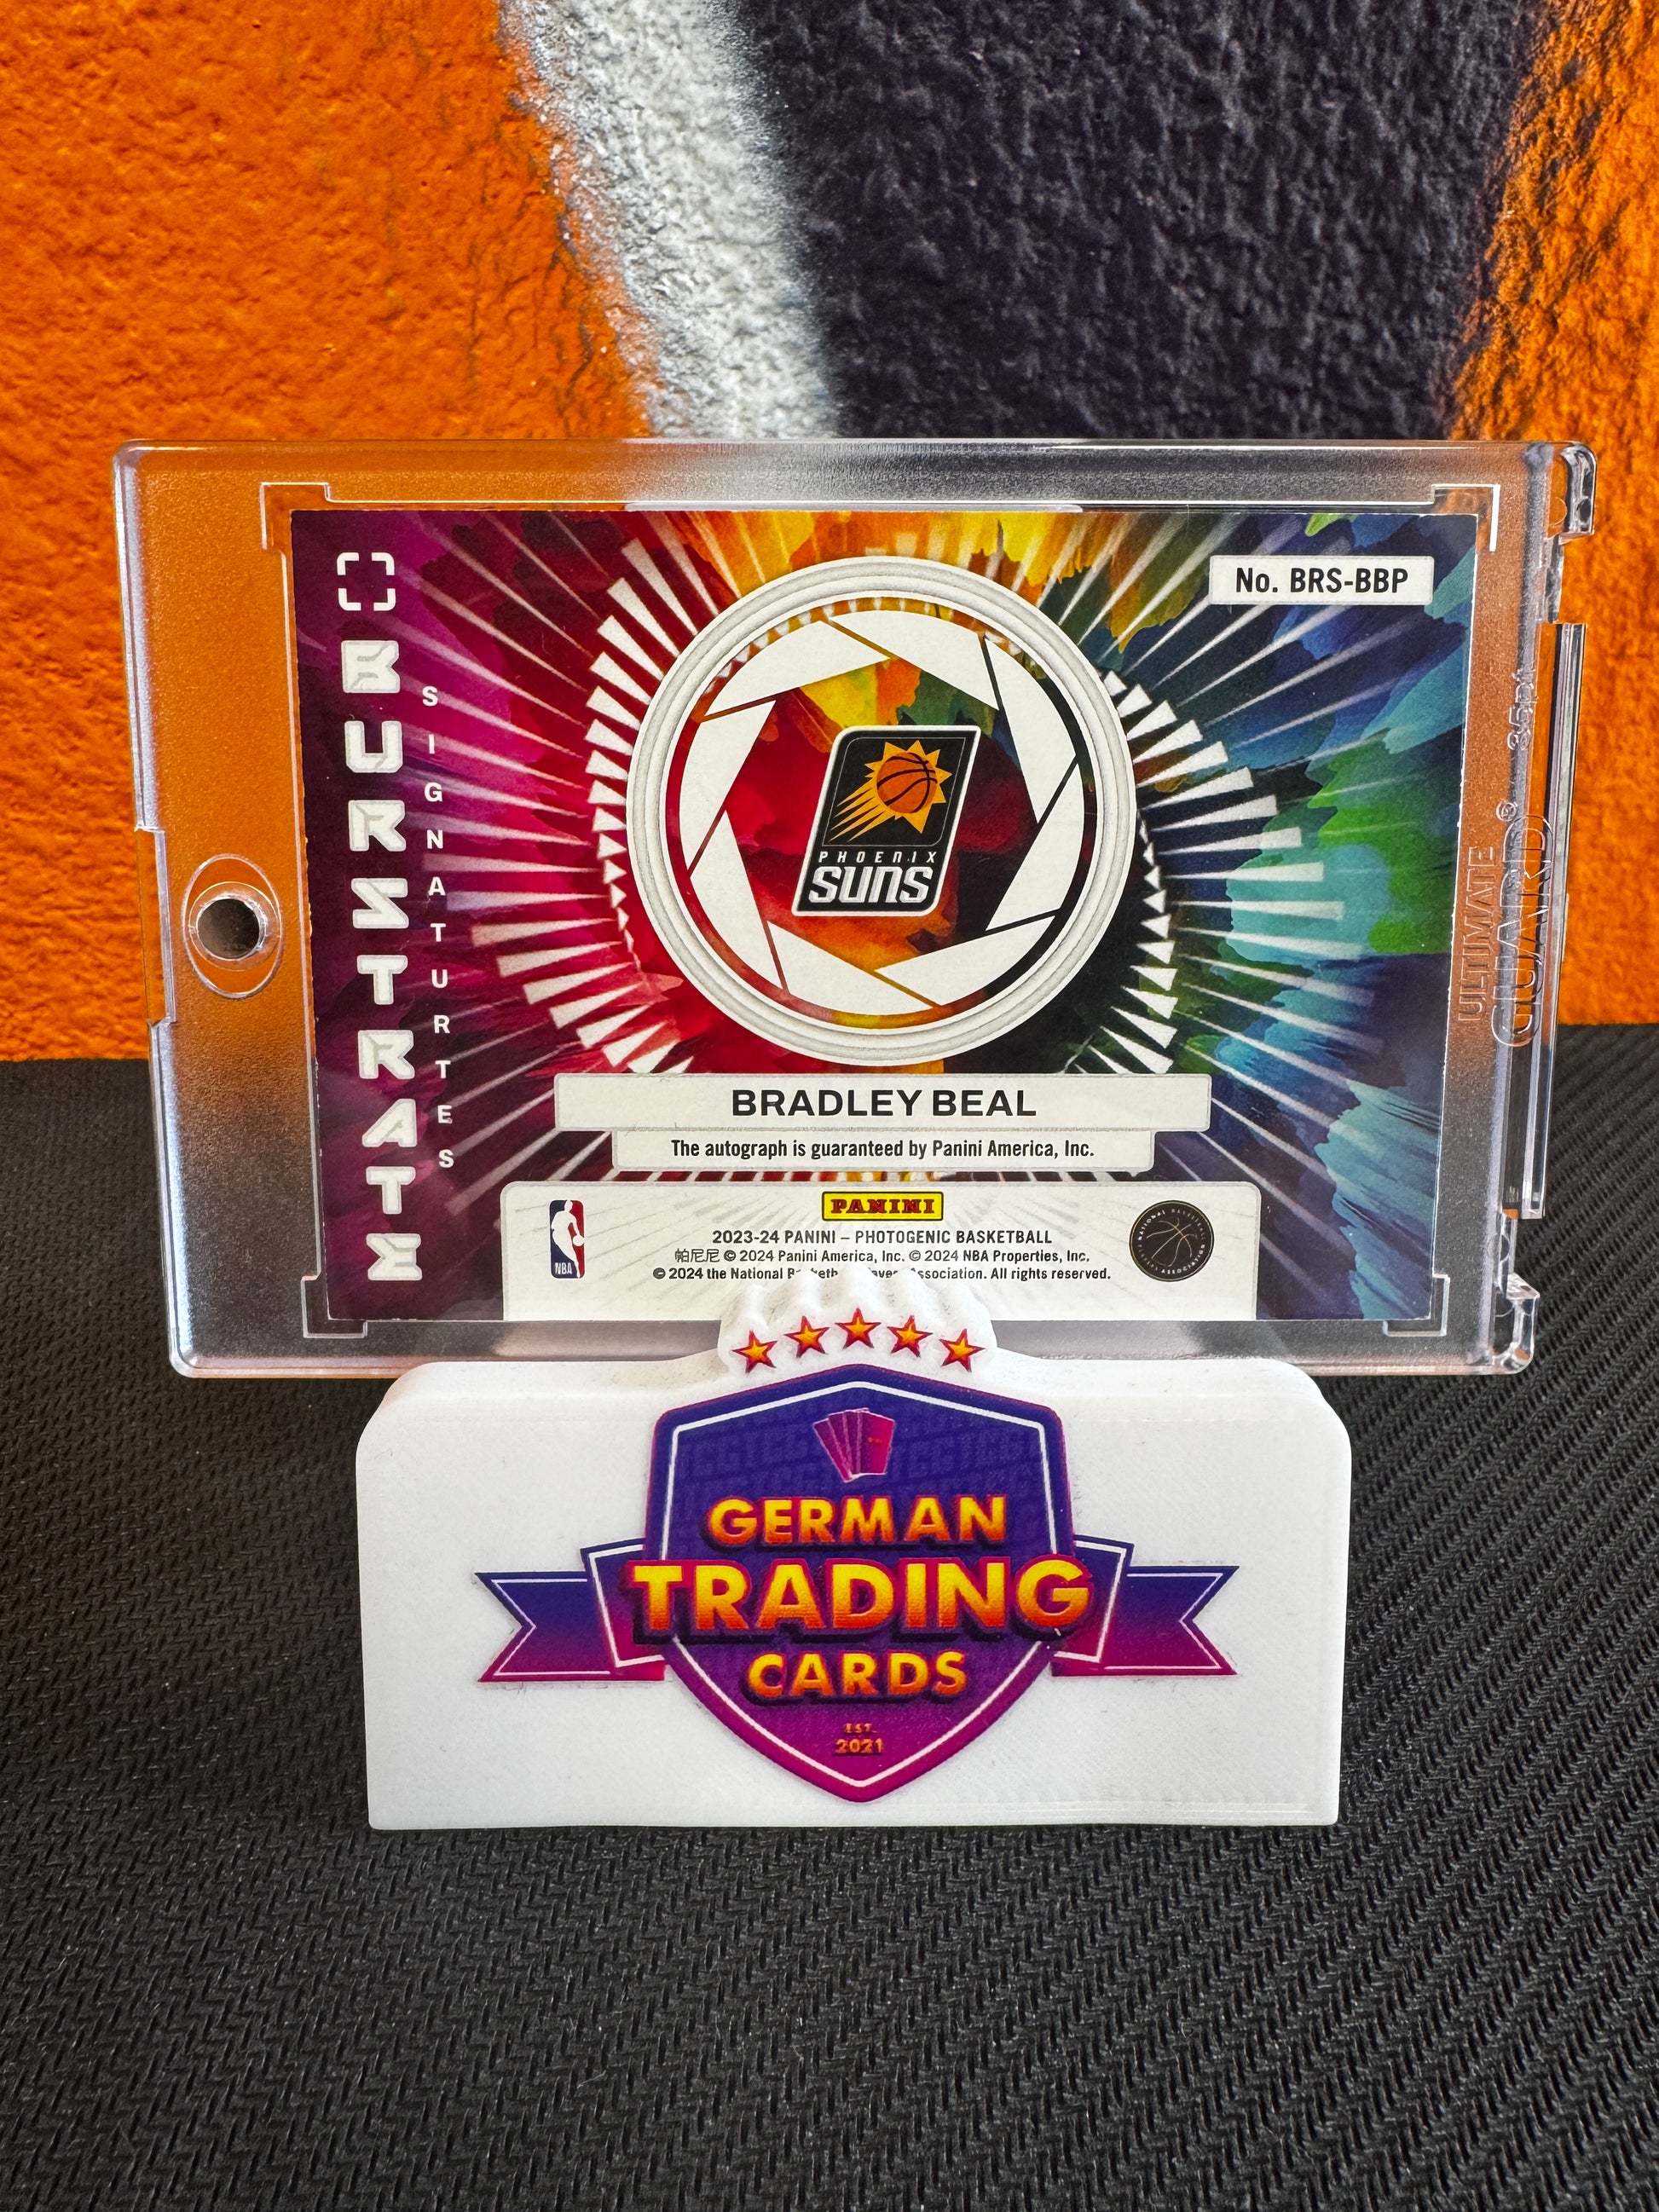 BURSTRATE
SIGNATURTES
No. BRS-BBP
PHOENIX
SUNS
BRADLEY BEAL
The autograph is guaranteed by Panini America, Inc.
PANINI
2023-24 PANINI – PHOTOGENIC BASKETBALL
帕尼尼 © 2024 Panini America, Inc. © 2024 NBA Properties, Inc.
© 2024 the National Association. All rights reserved.
NBA
35pt
ULTIMATE
GUARD®
GERMAN
TRADING
CARDS
EST.
2021